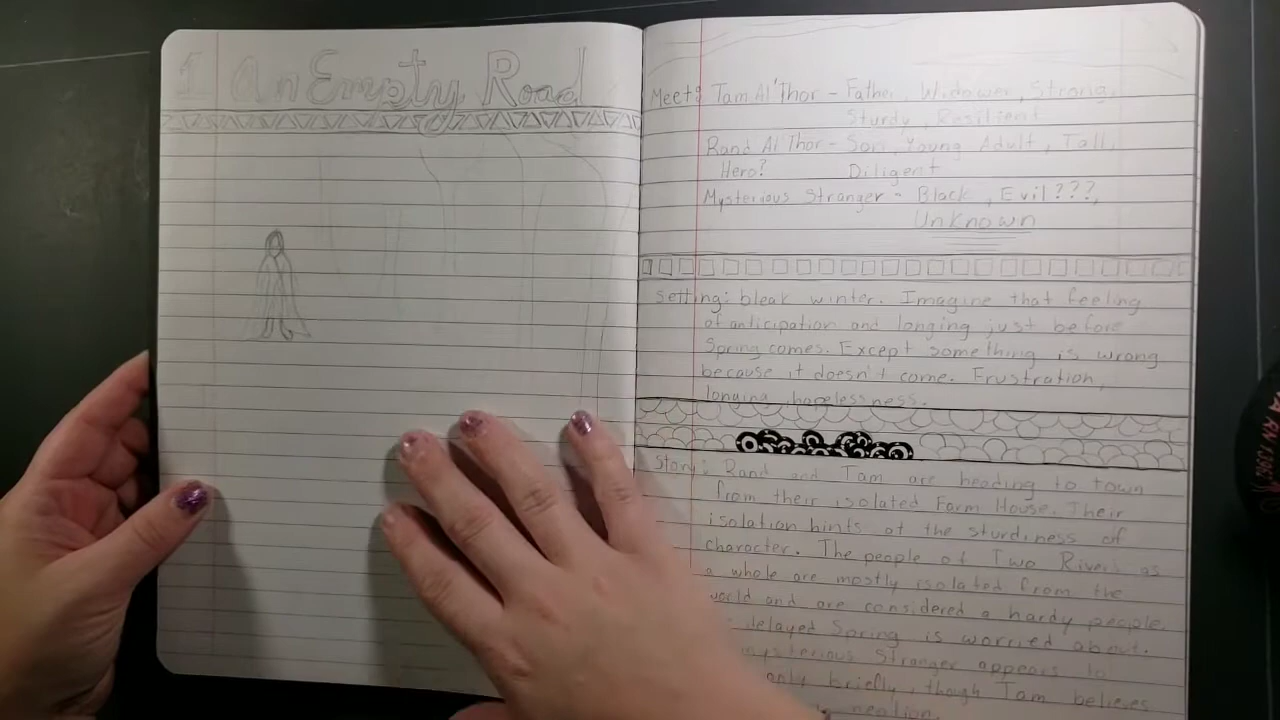 1 An Empty Road
Meet: Tam Al'Thor - Father, Widower, Strong,
Sturdy, Resilient
Rand Al'Thor - Son, Young Adult, Tall,
Hero? Diligent
Mysterious Stranger - Black, Evil???,
Unknown
Setting: bleak winter. Imagine that feeling
of anticipation and longing just before
Spring comes. Except something is wrong
because it doesn't come. Frustration,
longing, hopelessness.
Story: Rand and Tam are heading to town
from their isolated Farm House. Their
isolation hints at the sturdiness of
character. The people of Two Rivers as
a whole are mostly isolated from the
world and are considered a hardy people.
delayed Spring is worried about.
mysterious Stranger appears to
only briefly, though Tam believes